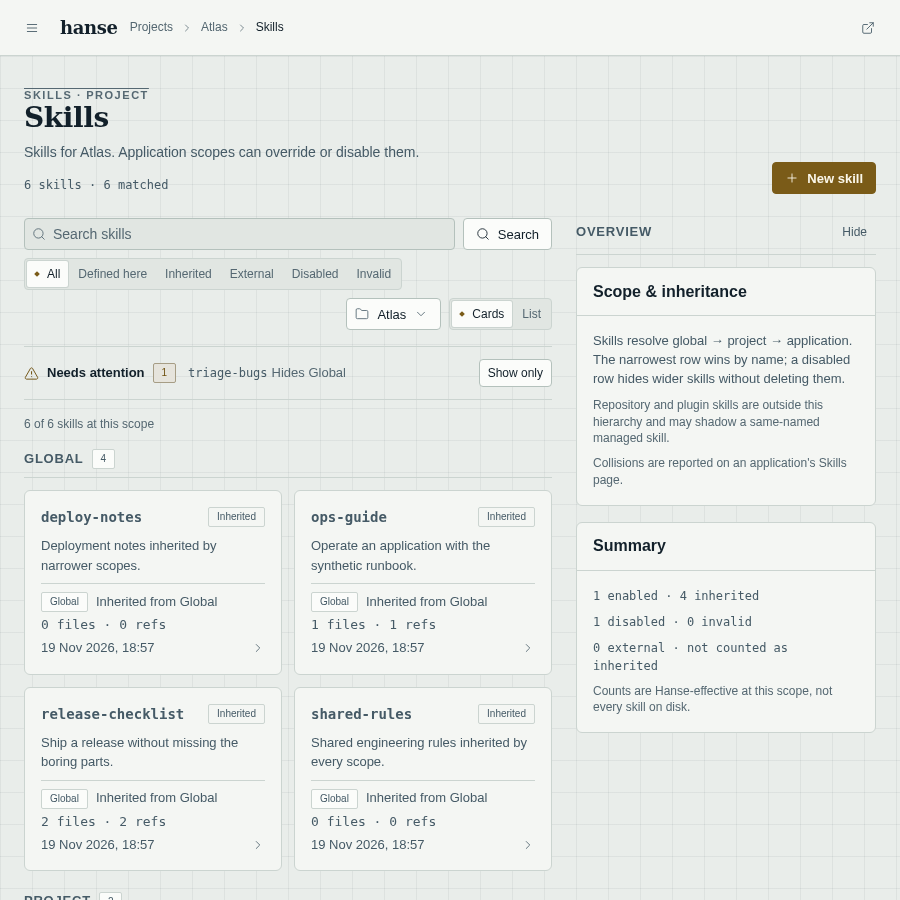 hanse Projects Atlas Skills
SKILLS · PROJECT
Skills
Skills for Atlas. Application scopes can override or disable them.
6 skills · 6 matched
New skill
Search skills
Search
All Defined here Inherited External Disabled Invalid
Atlas
Cards List
Needs attention 1 triage-bugs Hides Global
Show only
6 of 6 skills at this scope
GLOBAL 4
deploy-notes Inherited
Deployment notes inherited by
narrower scopes.
Global Inherited from Global
0 files · 0 refs
19 Nov 2026, 18:57
ops-guide Inherited
Operate an application with the
synthetic runbook.
Global Inherited from Global
1 files · 1 refs
19 Nov 2026, 18:57
release-checklist Inherited
Ship a release without missing the
boring parts.
Global Inherited from Global
2 files · 2 refs
19 Nov 2026, 18:57
shared-rules Inherited
Shared engineering rules inherited by
every scope.
Global Inherited from Global
0 files · 0 refs
19 Nov 2026, 18:57
PROJECT 2
OVERVIEW Hide
Scope & inheritance
Skills resolve global → project → application.
The narrowest row wins by name; a disabled
row hides wider skills without deleting them.
Repository and plugin skills are outside this
hierarchy and may shadow a same-named
managed skill.
Collisions are reported on an application's Skills
page.
Summary
1 enabled · 4 inherited
1 disabled · 0 invalid
0 external · not counted as
inherited
Counts are Hanse-effective at this scope, not
every skill on disk.